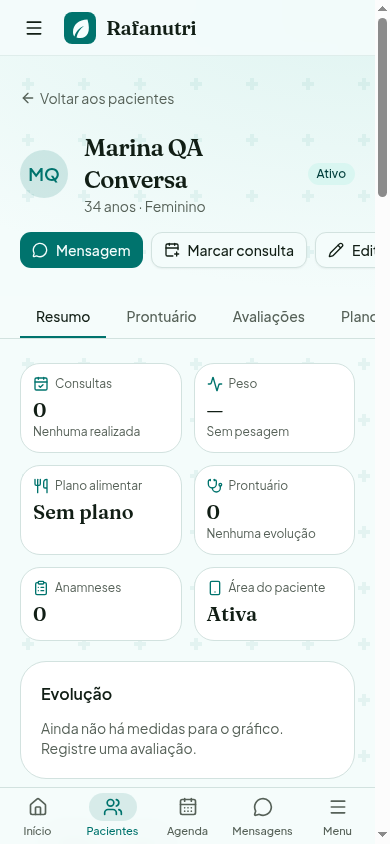 Rafanutri
Voltar aos pacientes
MQ
Marina QA
Conversa
34 anos · Feminino
Ativo
Mensagem
Marcar consulta
Edit
Resumo
Prontuário
Avaliações
Plano
Consultas
0
Nenhuma realizada
Peso
—
Sem pesagem
Plano alimentar
Sem plano
Prontuário
0
Nenhuma evolução
Anamneses
0
Área do paciente
Ativa
Evolução
Ainda não há medidas para o gráfico.
Registre uma avaliação.
Início
Pacientes
Agenda
Mensagens
Menu